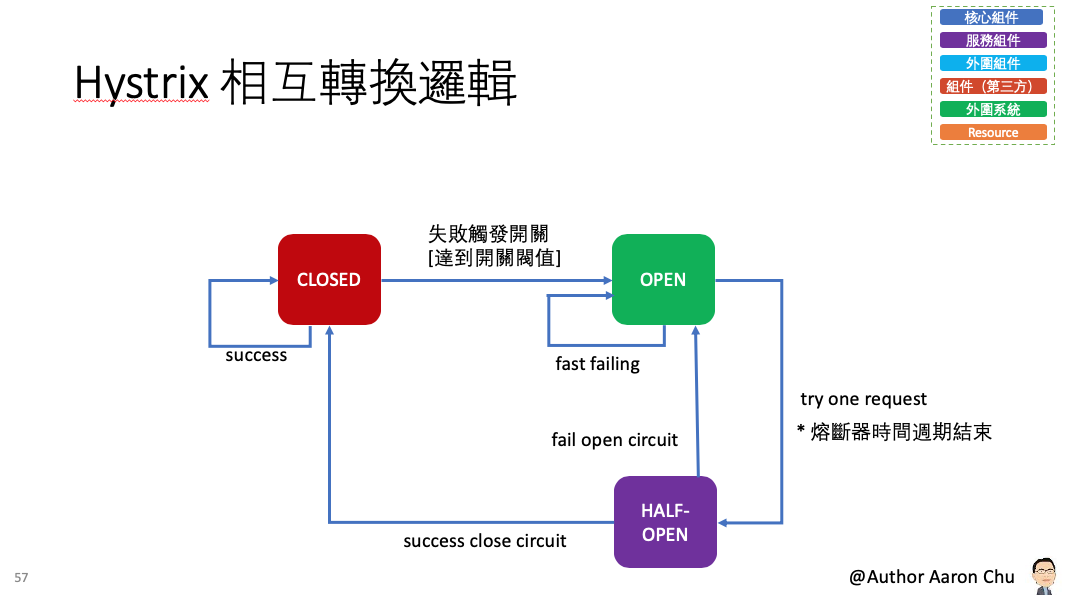 Hystrix 相互轉換邏輯
核心組件
服務組件
外圍組件
組件（第三方）
外圍系統
Resource
失敗觸發開關
[達到開關閥值]
CLOSED
OPEN
success
fast failing
try one request
* 熔斷器時間週期結束
fail open circuit
HALF-
OPEN
success close circuit
57
@Author Aaron Chu